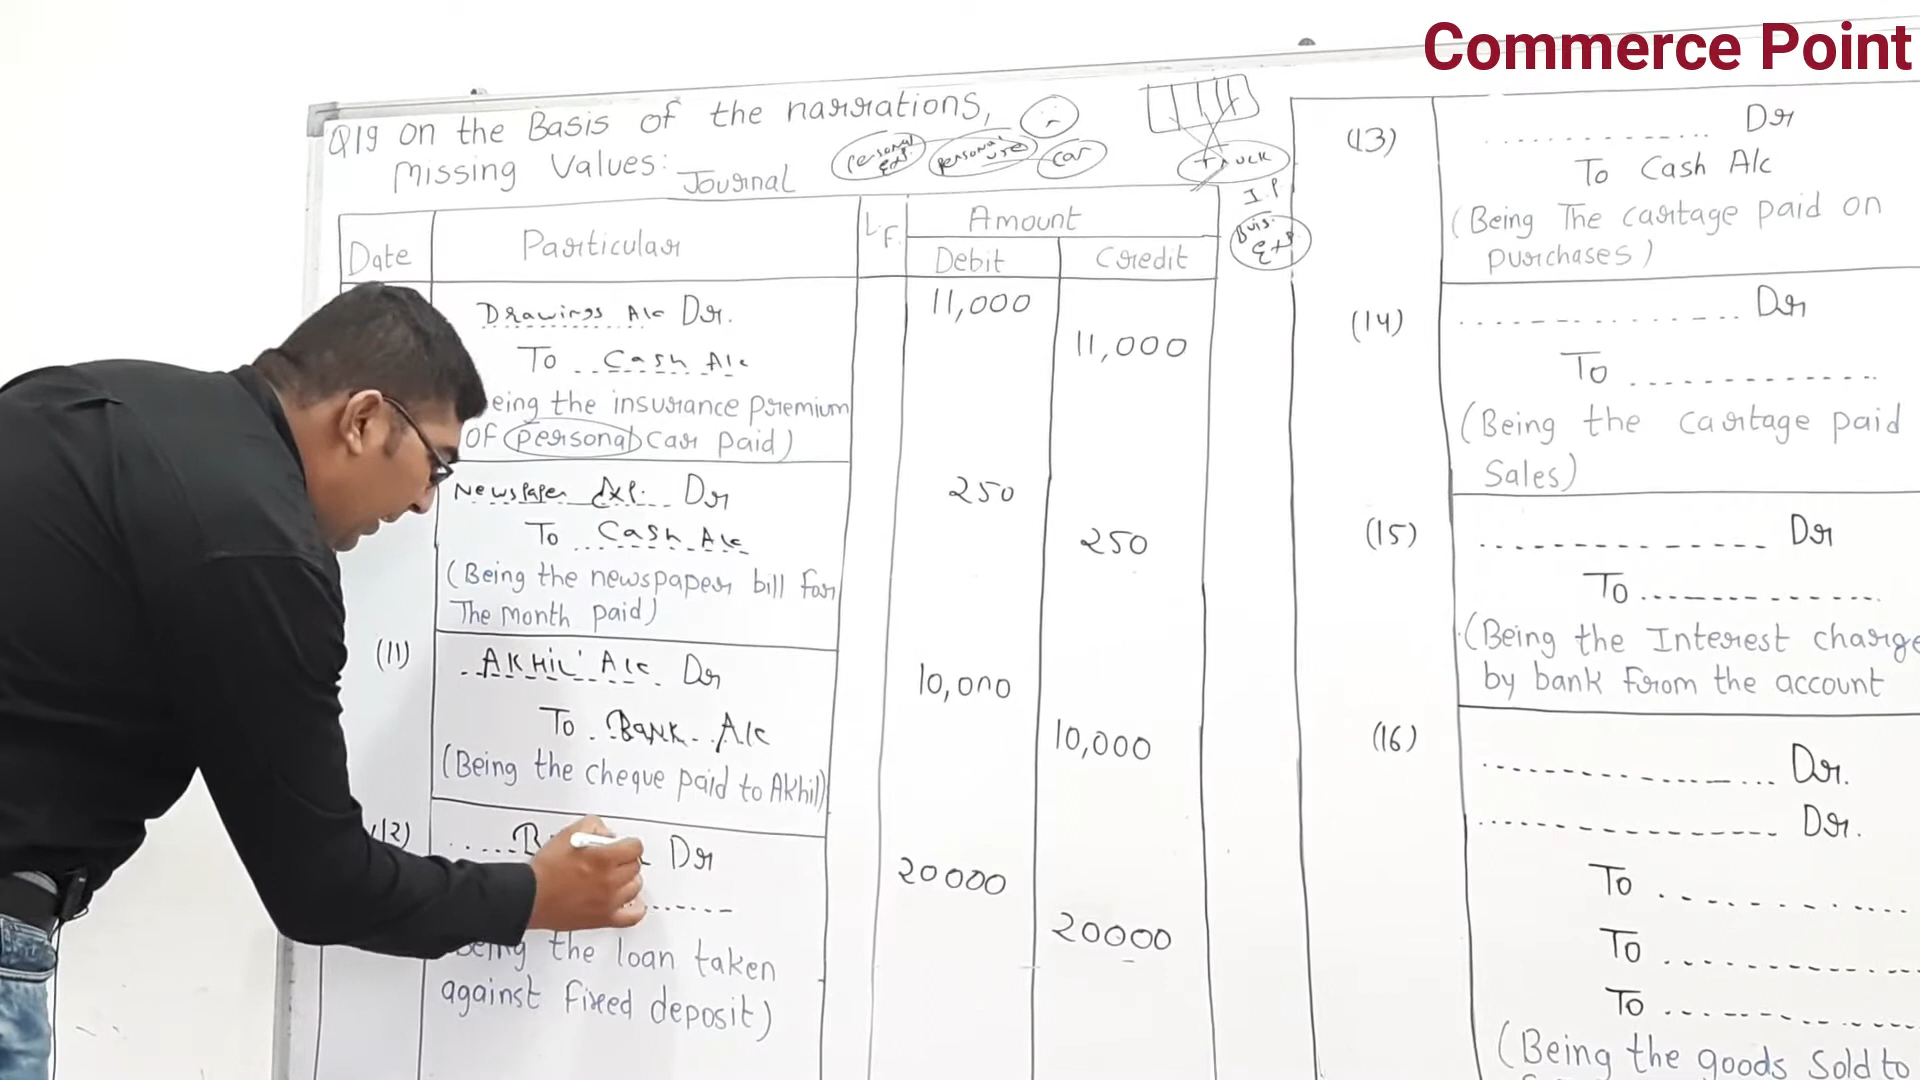 Commerce Point
Q19 on the Basis of the narrations,
Missing Values:
Journal
personal Exp.
personal use
car
truck
I.P
Buis. Exp
Date
Particular
L.F.
Amount
Debit
Credit
Drawings A/c Dr.
11,000
To Cash A/c
11,000
eing the insurance premium
OF personal car paid)
Newspaper Exp. Dr
250
To Cash A/c
250
(Being the newspaper bill for
The month paid)
(11)
AKHIL' A/c Dr
10,000
To Bank A/c
10,000
(Being the cheque paid to Akhil)
(12)
Dr
20000
20000
Being the loan taken
against fixed deposit)
(13)
Dr
To Cash A/c
(Being The cartage paid on
purchases)
(14)
Dr
To
(Being the cartage paid
Sales)
(15)
Dr
To
(Being the Interest charge
by bank from the account
(16)
Dr.
Dr.
To
To
To
(Being the goods Sold to